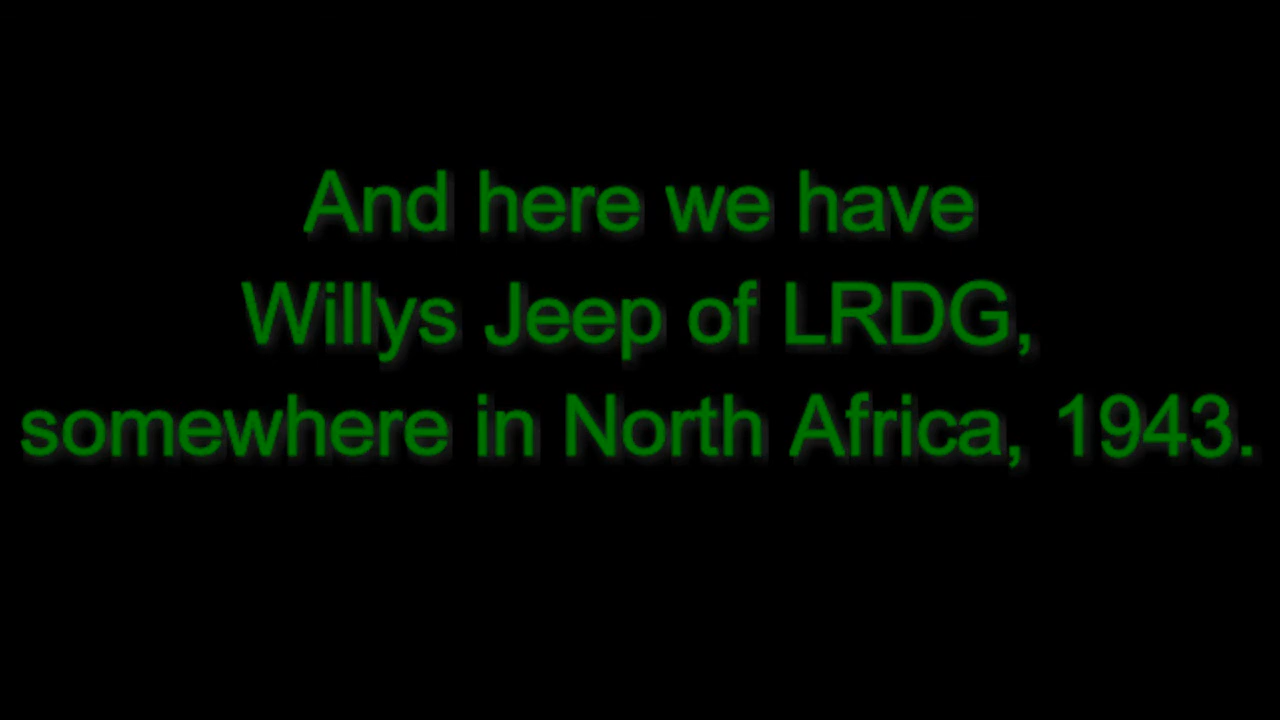 And here we have
Willys Jeep of LRDG,
somewhere in North Africa, 1943.